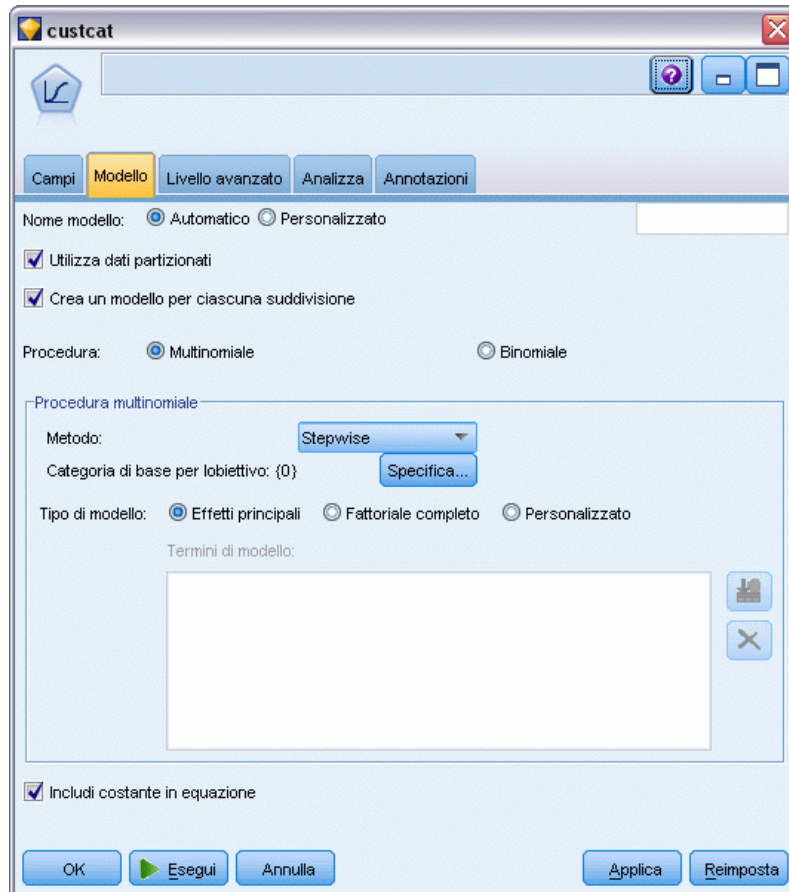 custcat
Campi Modello Livello avanzato Analizza Annotazioni
Nome modello: Automatico Personalizzato
Utilizza dati partizionati
Crea un modello per ciascuna suddivisione
Procedura: Multinomiale Binomiale
Procedura multinomiale
Metodo: Stepwise
Categoria di base per lobiettivo: {0} Specifica...
Tipo di modello: Effetti principali Fattoriale completo Personalizzato
Termini di modello:
Includi costante in equazione
OK Esegui Annulla Applica Reimposta